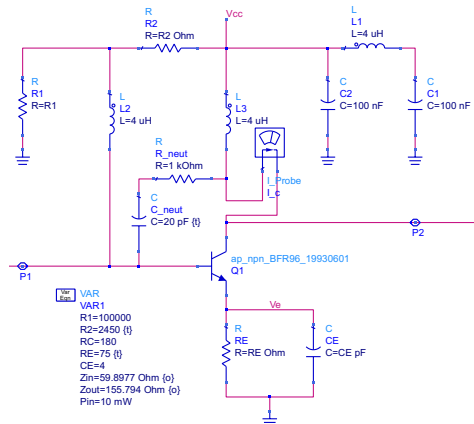 R
R2
R=R2 Ohm
Vcc
L
L1
L=4 uH
R
R1
R=R1
L
L2
L=4 uH
L
L3
L=4 uH
C
C2
C=100 nF
C
C1
C=100 nF
R
R_neut
R=1 kOhm
I_Probe
I_c
C
C_neut
C=20 pF {t}
P2
ap_npn_BFR96_19930601
Q1
P1
Var
Eqn
VAR
VAR1
R1=100000
R2=2450 {t}
RC=180
RE=75 {t}
CE=4
Zin=59.8977 Ohm {o}
Zout=155.794 Ohm {o}
Pin=10 mW
Ve
R
RE
R=RE Ohm
C
CE
C=CE pF